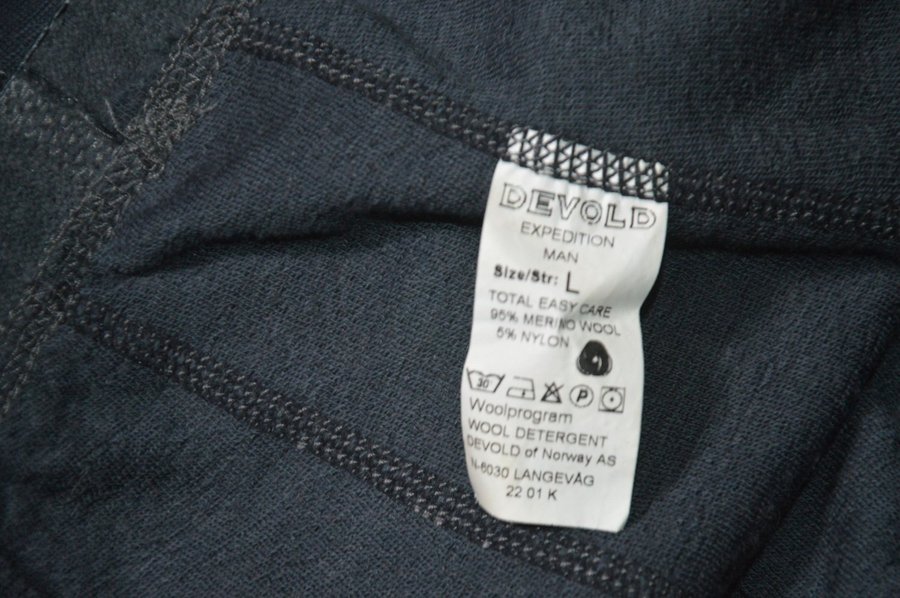 DEVOLD
EXPEDITION
MAN
Size/Str: L
TOTAL EASY CARE
95% MERINO WOOL
5% NYLON
30 P
Woolprogram
WOOL DETERGENT
DEVOLD of Norway AS
N-6030 LANGEVÅG
22 01 K